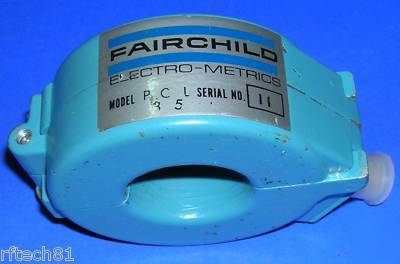 FAIRCHILD
ELECTRO-METRICS
MODEL P C L SERIAL NO. 11
35
rftech81